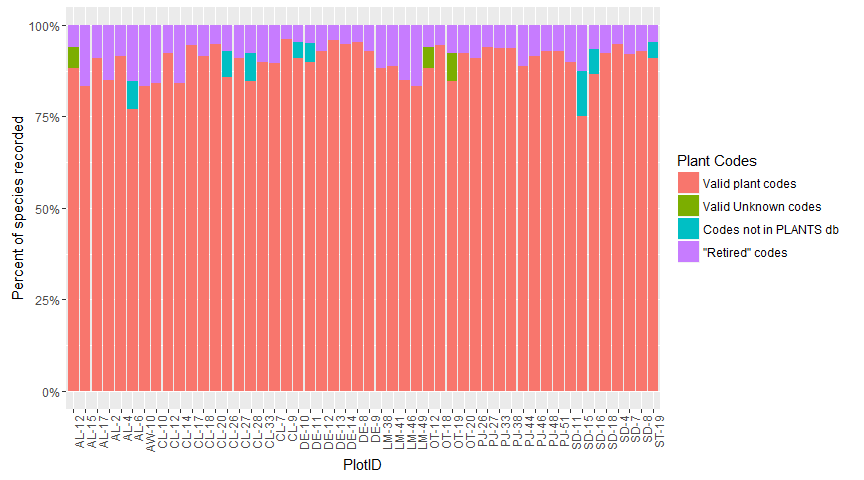 100%
75%
50%
25%
0%
Percent of species recorded
AL-12
AL-15
AL-17
AL-2
AL-4
AL-6
AW-10
CL-10
CL-12
CL-14
CL-17
CL-18
CL-20
CL-26
CL-27
CL-28
CL-33
CL-7
CL-9
DE-10
DE-11
DE-12
DE-13
DE-14
DE-8
DE-9
LM-38
LM-41
LM-46
LM-49
OT-12
OT-18
OT-19
OT-20
PJ-26
PJ-27
PJ-33
PJ-38
PJ-44
PJ-46
PJ-48
PJ-51
SD-11
SD-15
SD-16
SD-18
SD-4
SD-7
SD-8
ST-19
PlotID
Plant Codes
Valid plant codes
Valid Unknown codes
Codes not in PLANTS db
"Retired" codes